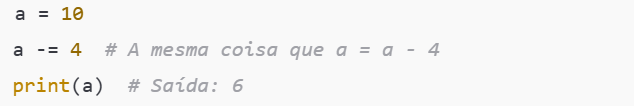 a = 10
a -= 4  # A mesma coisa que a = a - 4
print(a)  # Saída: 6